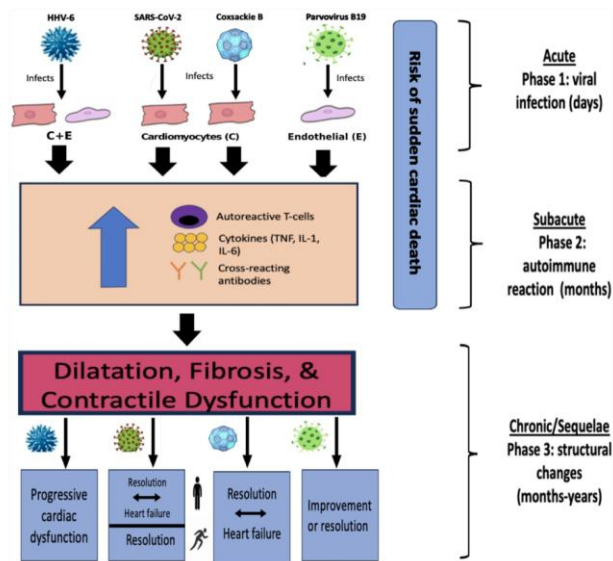 HHV-6
SARS-CoV-2
Coxsackie B
Parvovirus B19
Infects
Infects
Infects
C+E
Cardiomyocytes (C)
Endothelial (E)
Risk of sudden cardiac death
Acute
Phase 1: viral
infection (days)
Autoreactive T-cells
Cytokines (TNF, IL-1,
IL-6)
Cross-reacting
antibodies
Subacute
Phase 2:
autoimmune
reaction (months)
Dilatation, Fibrosis, &
Contractile Dysfunction
Chronic/Sequelae
Phase 3: structural
changes
(months-years)
Progressive
cardiac
dysfunction
Resolution
Heart failure
Resolution
Resolution
Heart failure
Improvement
or resolution